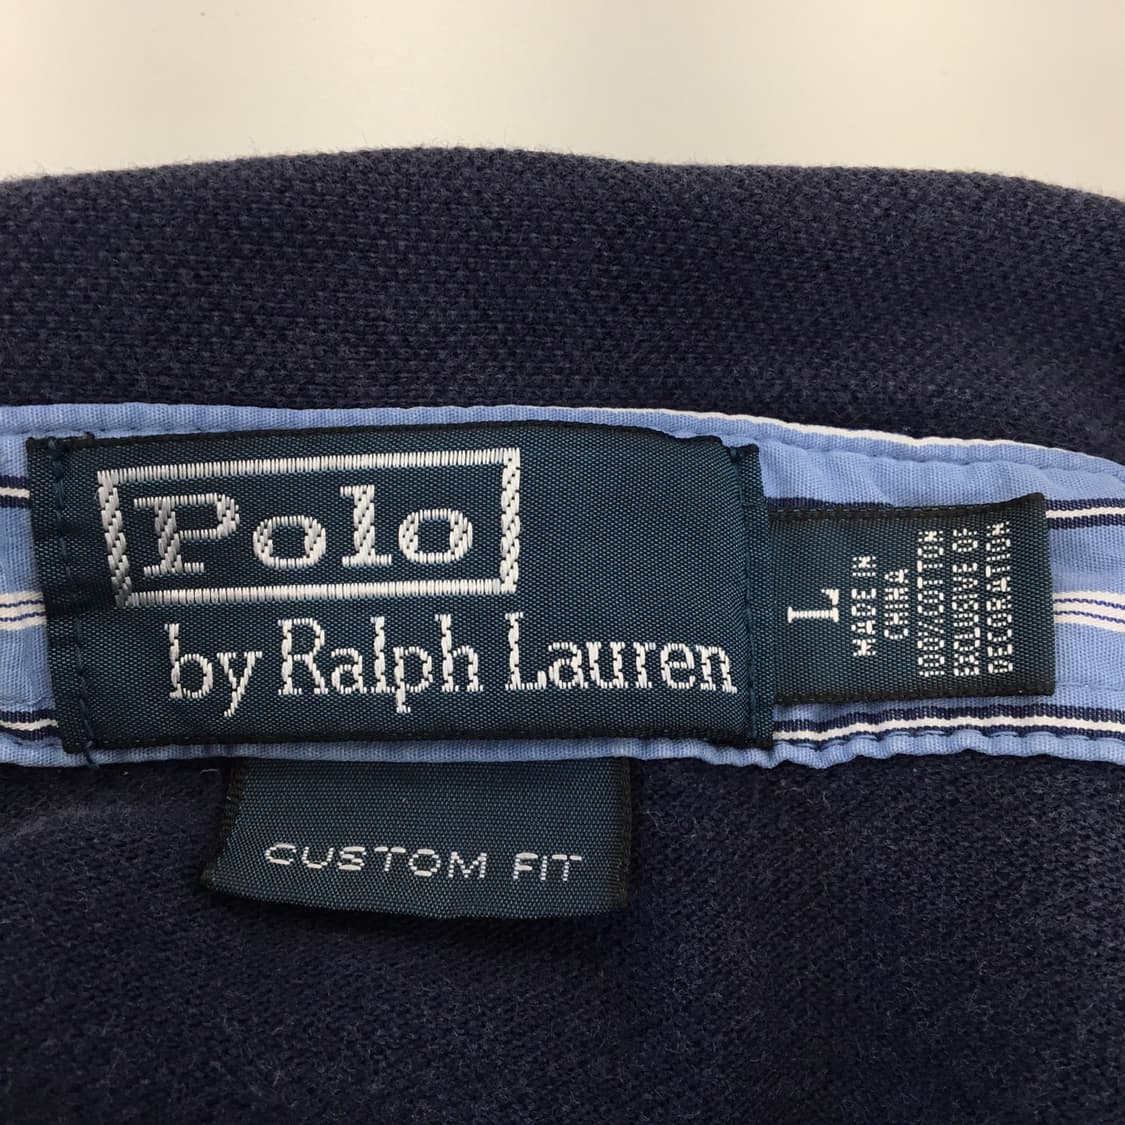 Polo
by Ralph Lauren
L
MADE IN
CHINA
100%COTTON
EXCLUSIVE OF
DECORATION
CUSTOM FIT